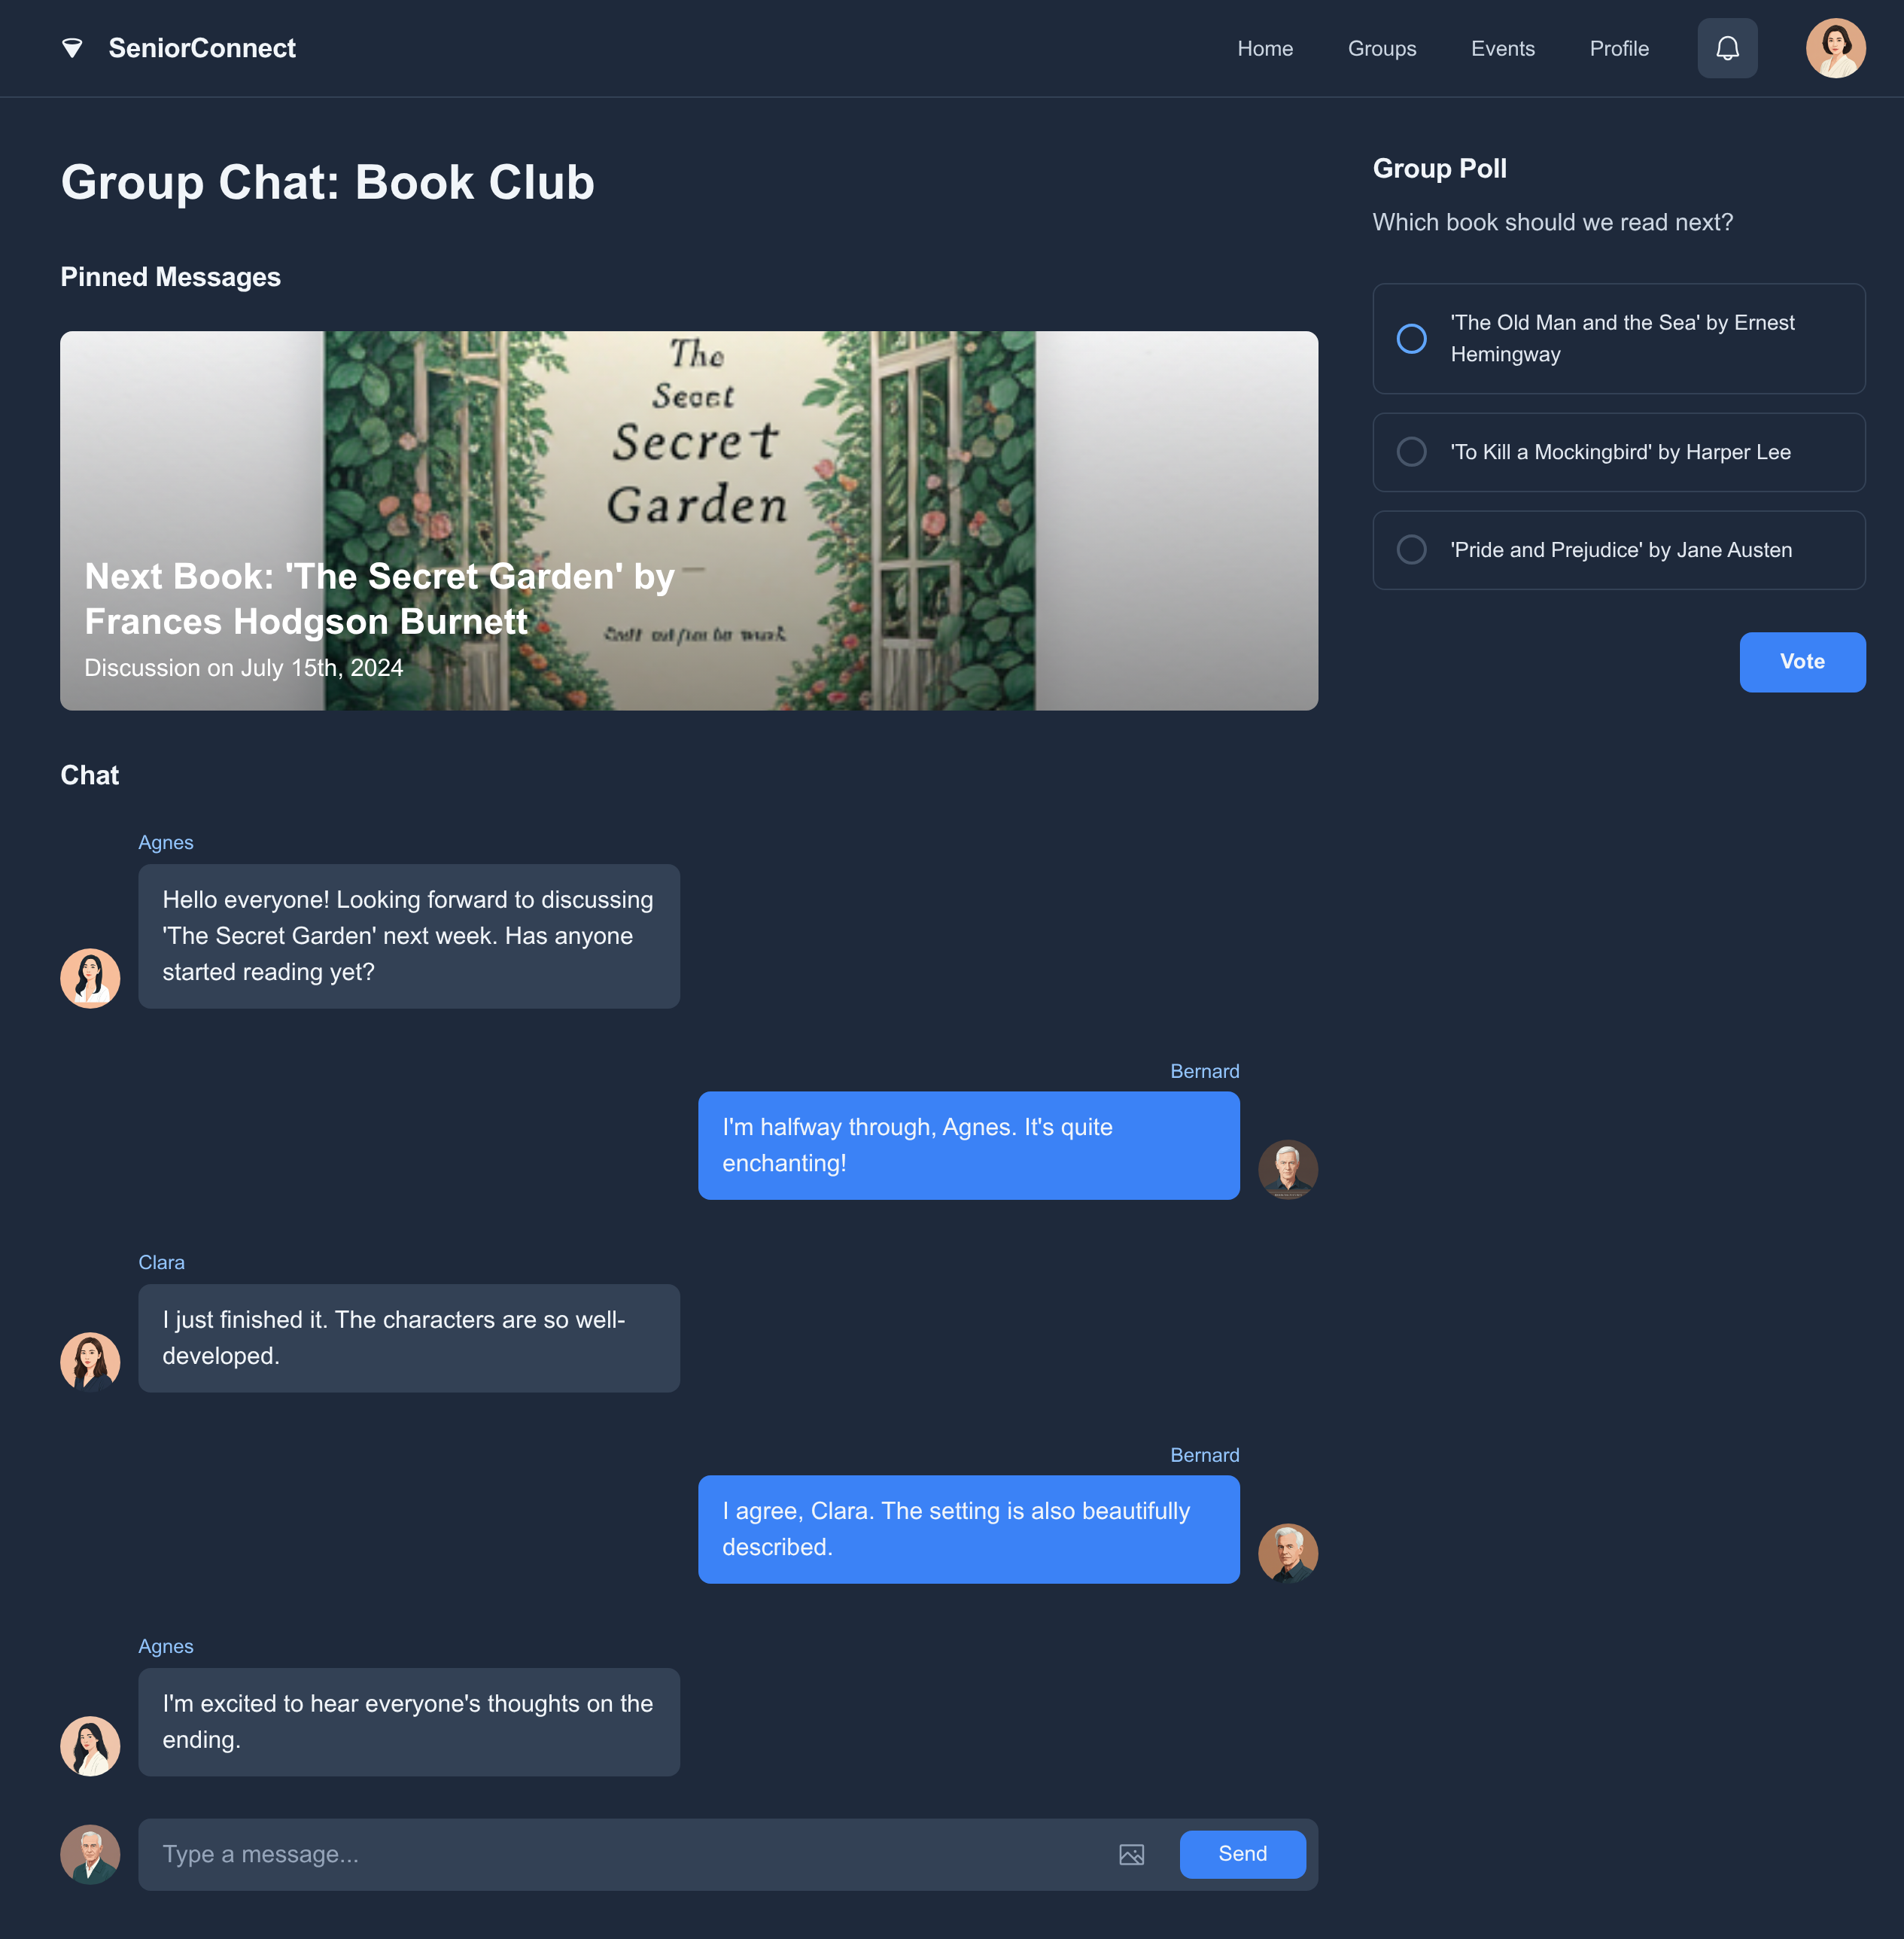 SeniorConnect
Home
Groups
Events
Profile
Group Chat: Book Club
Pinned Messages
The
Secret
Garden
Next Book: 'The Secret Garden' by
Frances Hodgson Burnett
Discussion on July 15th, 2024
Chat
Agnes
Hello everyone! Looking forward to discussing
'The Secret Garden' next week. Has anyone
started reading yet?
Bernard
I'm halfway through, Agnes. It's quite
enchanting!
Clara
I just finished it. The characters are so well-
developed.
Bernard
I agree, Clara. The setting is also beautifully
described.
Agnes
I'm excited to hear everyone's thoughts on the
ending.
Type a message...
Send
Group Poll
Which book should we read next?
'The Old Man and the Sea' by Ernest
Hemingway
'To Kill a Mockingbird' by Harper Lee
'Pride and Prejudice' by Jane Austen
Vote